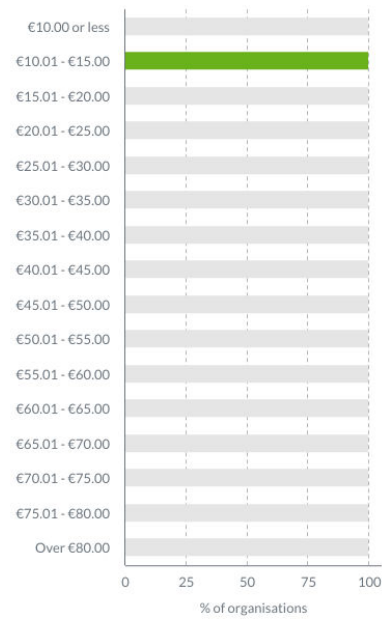 €10.00 or less
€10.01 - €15.00
€15.01 - €20.00
€20.01 - €25.00
€25.01 - €30.00
€30.01 - €35.00
€35.01 - €40.00
€40.01 - €45.00
€45.01 - €50.00
€50.01 - €55.00
€55.01 - €60.00
€60.01 - €65.00
€65.01 - €70.00
€70.01 - €75.00
€75.01 - €80.00
Over €80.00
0 25 50 75 100
% of organisations